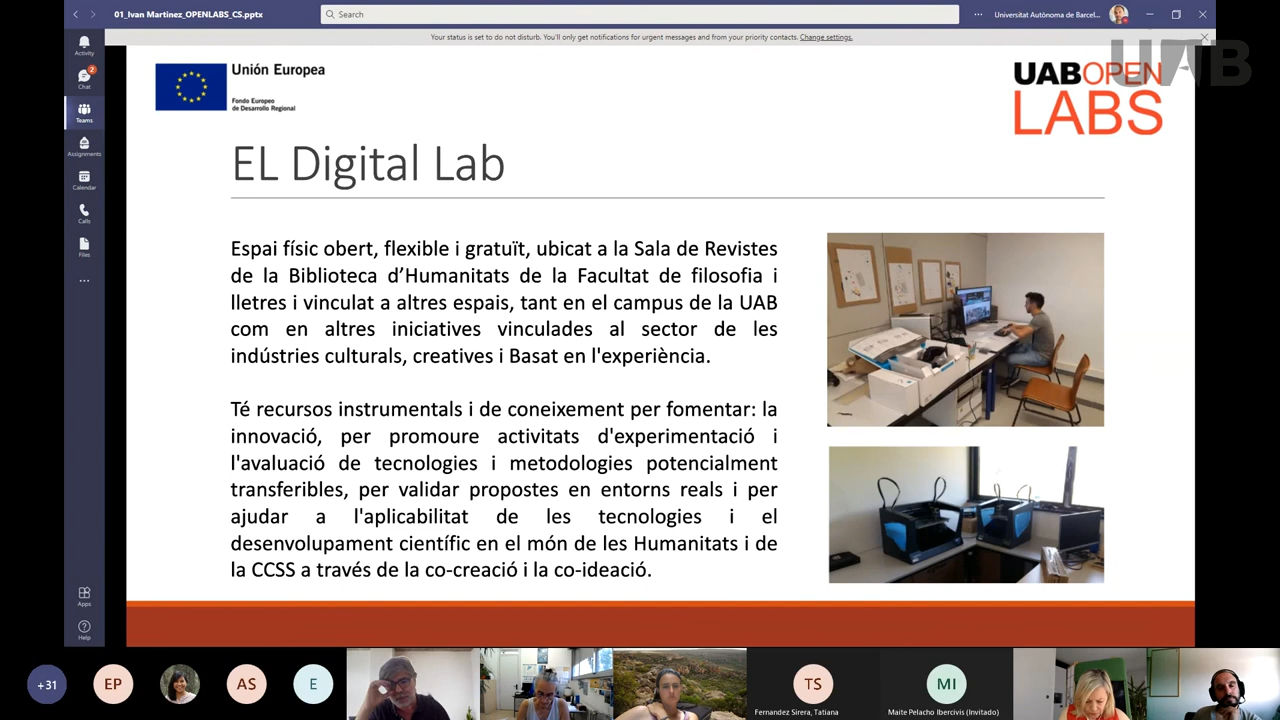 01_Ivan Martinez_OPENLABS_CS.pptx
Search
Universitat Autònoma de Barcel...
Your status is set to do not disturb. You'll only get notifications for urgent messages and from your priority contacts. Change settings.
Activity
2
Chat
Teams
Assignments
Calendar
Calls
Files
Apps
Help
Unión Europea
Fondo Europeo
de Desarrollo Regional
UAB
UABOPEN
LABS
EL Digital Lab
Espai físic obert, flexible i gratuït, ubicat a la Sala de Revistes
de la Biblioteca d’Humanitats de la Facultat de filosofia i
lletres i vinculat a altres espais, tant en el campus de la UAB
com en altres iniciatives vinculades al sector de les
indústries culturals, creatives i Basat en l'experiència.
Té recursos instrumentals i de coneixement per fomentar: la
innovació, per promoure activitats d'experimentació i
l'avaluació de tecnologies i metodologies potencialment
transferibles, per validar propostes en entorns reals i per
ajudar a l'aplicabilitat de les tecnologies i el
desenvolupament científic en el món de les Humanitats i de
la CCSS a través de la co-creació i la co-ideació.
+31
EP
AS
E
TS
Fernandez Sirera, Tatiana
MI
Maite Pelacho Ibercivis (Invitado)